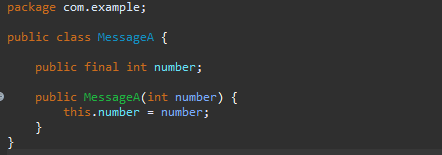 package com.example;
public class MessageA {
public final int number;
public MessageA(int number) {
this.number = number;
}
}